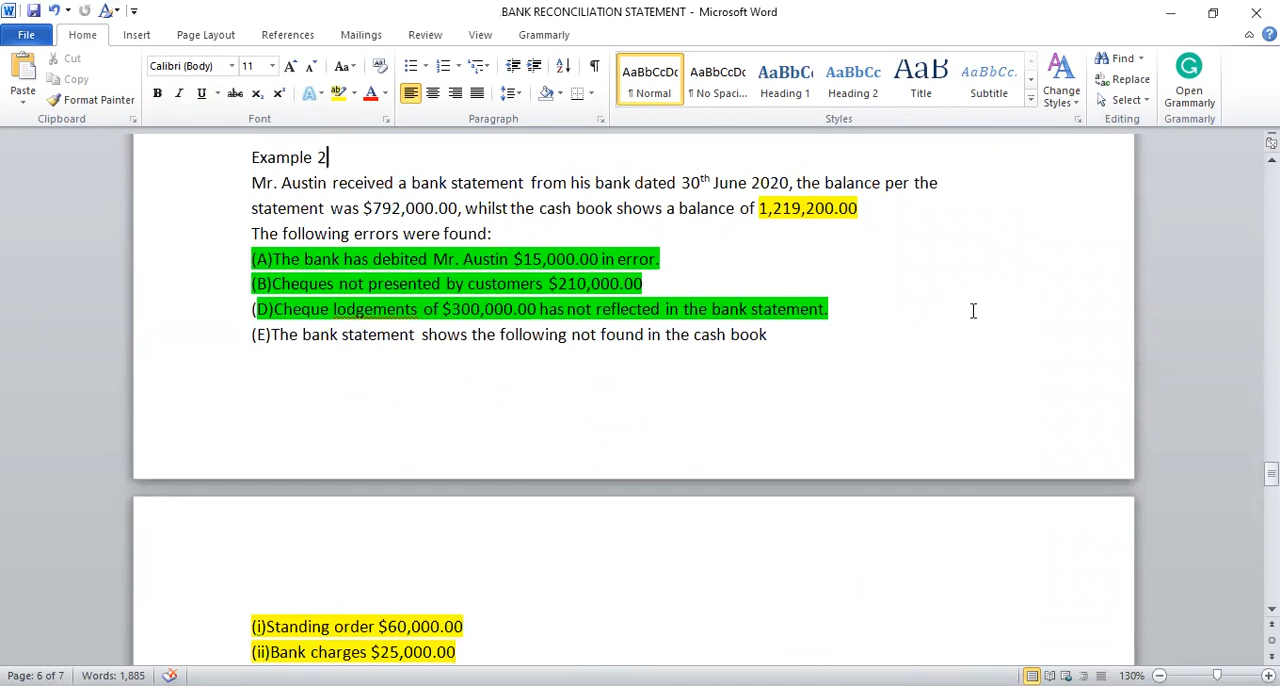 BANK RECONCILIATION STATEMENT - Microsoft Word
File Home Insert Page Layout References Mailings Review View Grammarly
Paste
Cut
Copy
Format Painter
Clipboard
Calibri (Body) 11
Font
Paragraph
AaBbCcDc AaBbCcDc AaBbC( AaBbCc AaB AaBbCc.
¶ Normal ¶ No Spaci... Heading 1 Heading 2 Title Subtitle
Change Styles
Styles
Find
Replace
Select
Editing
Open Grammarly
Grammarly
Example 2
Mr. Austin received a bank statement from his bank dated 30th June 2020, the balance per the
statement was $792,000.00, whilst the cash book shows a balance of 1,219,200.00
The following errors were found:
(A)The bank has debited Mr. Austin $15,000.00 in error.
(B)Cheques not presented by customers $210,000.00
(D)Cheque lodgements of $300,000.00 has not reflected in the bank statement.
(E)The bank statement shows the following not found in the cash book
(i)Standing order $60,000.00
(ii)Bank charges $25,000.00
Page: 6 of 7 Words: 1,885 130%